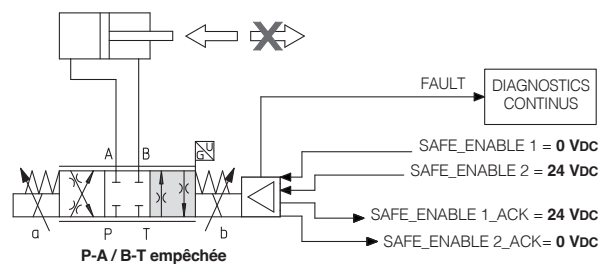 FAULT
DIAGNOSTICS
CONTINUS
A B
U
G
SAFE_ENABLE 1 = 0 VDC
SAFE_ENABLE 2 = 24 VDC
SAFE_ENABLE 1_ACK = 24 VDC
SAFE_ENABLE 2_ACK= 0 VDC
a P T b
P-A / B-T empêchée